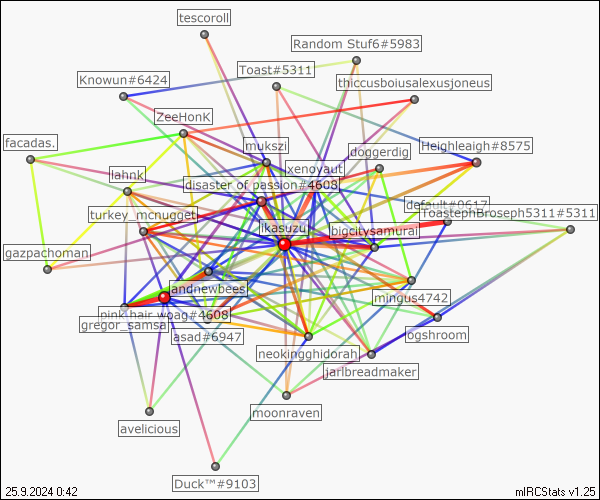 tescoroll
Random Stuf6#5983
Toast#5311
Knowun#6424
thiccusboiusalexusjoneus
ZeeHonK
facadas.
mukszi
Heighleigh#8575
doggerdig
xenoyaut
lahnk
disaster of passion#4608
default#0617
turkey_mcnugget
ToastephBroseph5311#5311
likasuzu
bigcitysamurai
gazpachoman
andnewbees
mingus4742
pink hair woag#4608
gregor_samsa
asad#6947
ogshroom
neokingghidorah
jarlbreadmaker
moonraven
avelicious
Duck™#9103
25.9.2024 0:42
mIRCStats v1.25